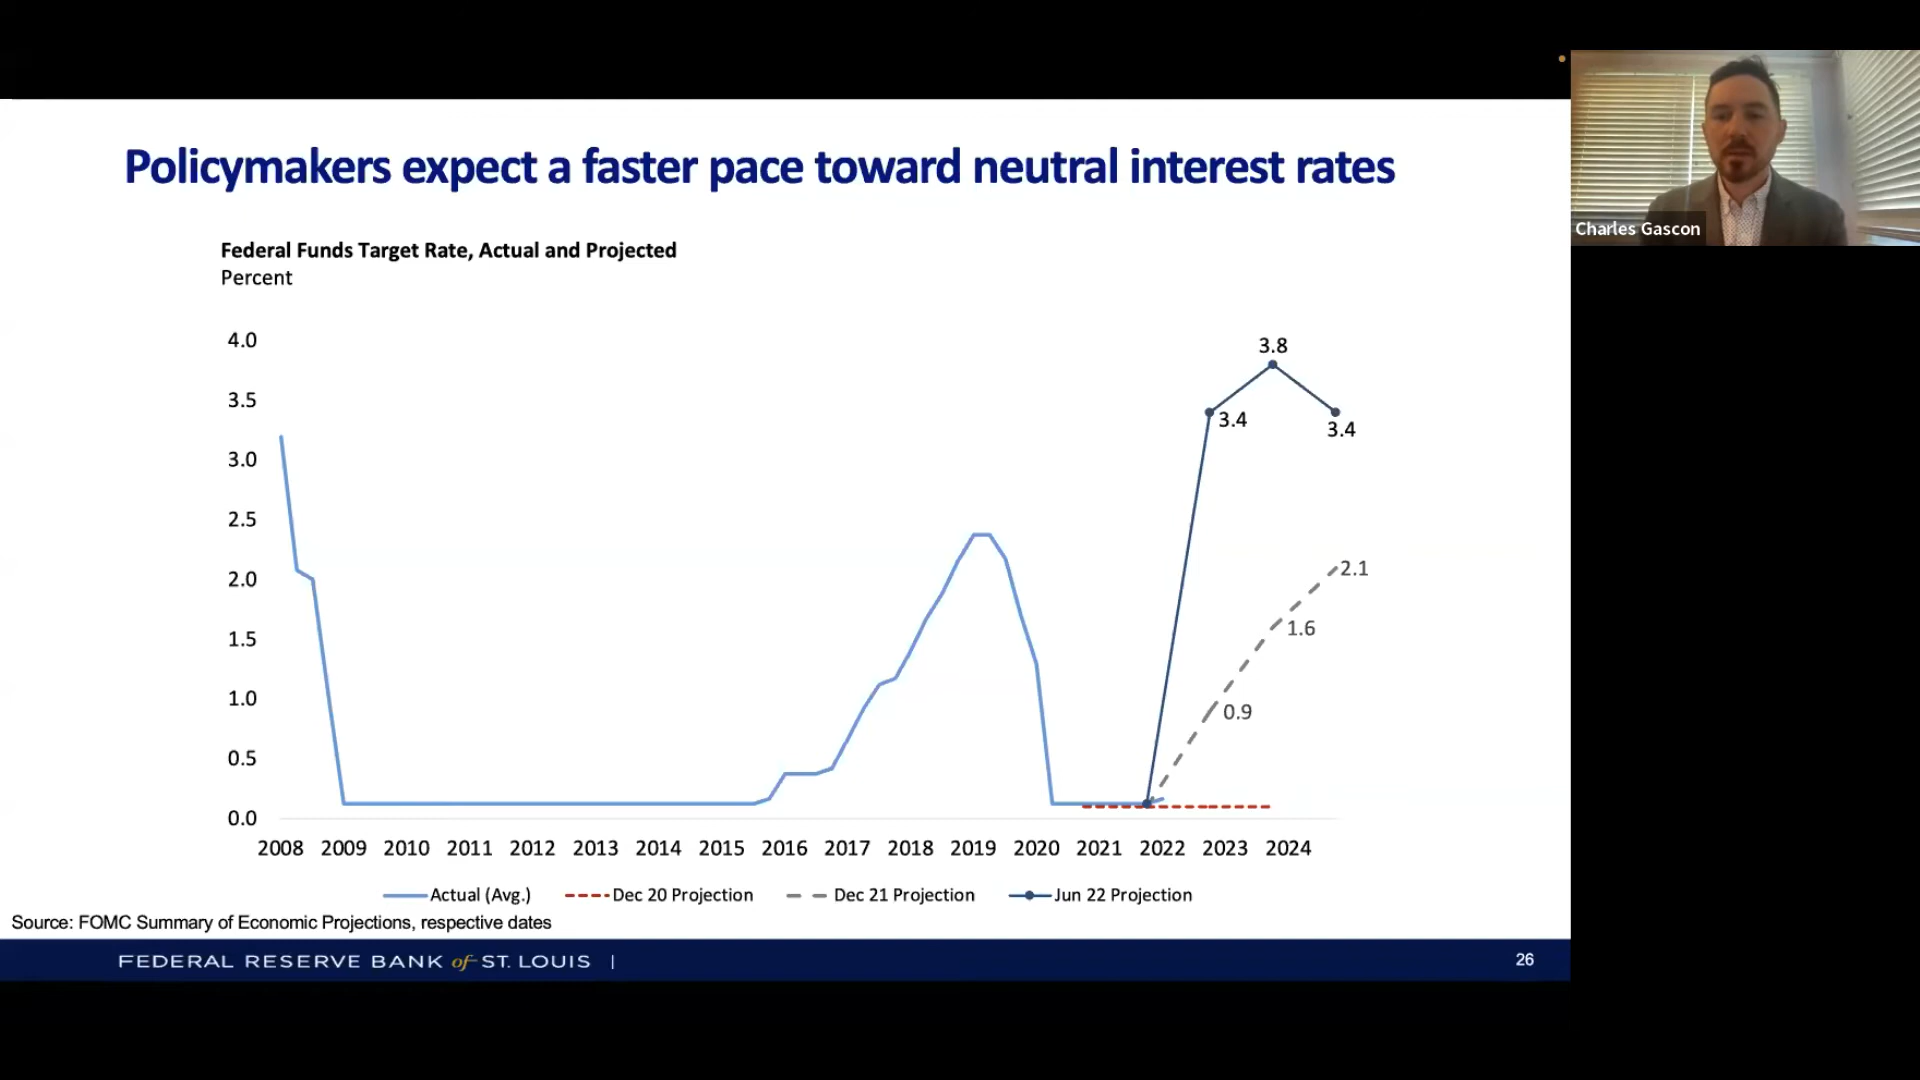 Policymakers expect a faster pace toward neutral interest rates
Charles Gascon
Federal Funds Target Rate, Actual and Projected
Percent
4.0
3.5
3.0
2.5
2.0
1.5
1.0
0.5
0.0
3.8
3.4
3.4
2.1
1.6
0.9
2008 2009 2010 2011 2012 2013 2014 2015 2016 2017 2018 2019 2020 2021 2022 2023 2024
Actual (Avg.) Dec 20 Projection Dec 21 Projection Jun 22 Projection
Source: FOMC Summary of Economic Projections, respective dates
FEDERAL RESERVE BANK of ST. LOUIS | 26